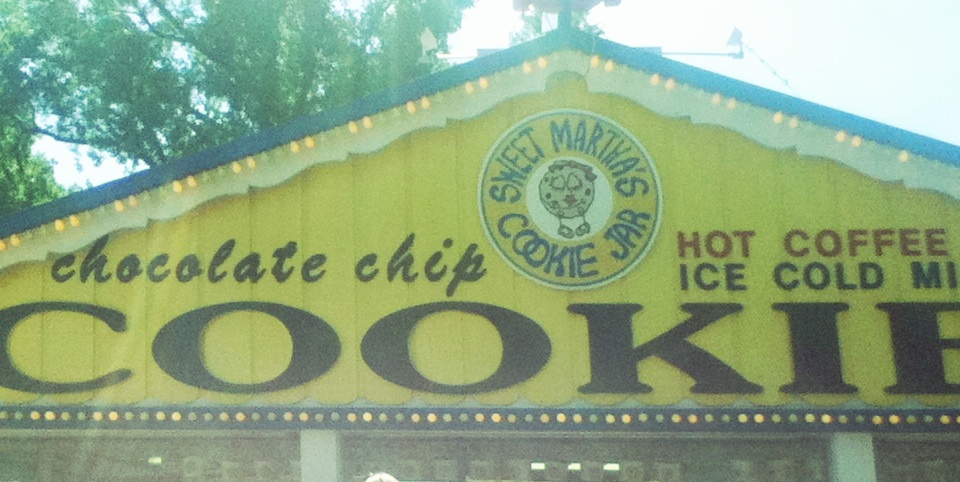 SWEET MARTHA'S
COOKIE JAR
chocolate chip
HOT COFFEE
ICE COLD MI
COOKIE